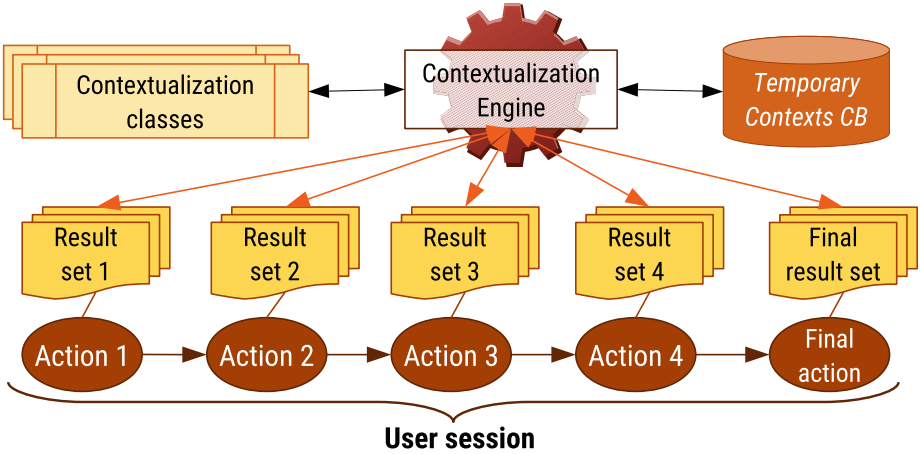 Contextualization
classes
Contextualization
Engine
Temporary
Contexts CB
Result
set 1
Result
set 2
Result
set 3
Result
set 4
Final
result set
Action 1
Action 2
Action 3
Action 4
Final
action
User session